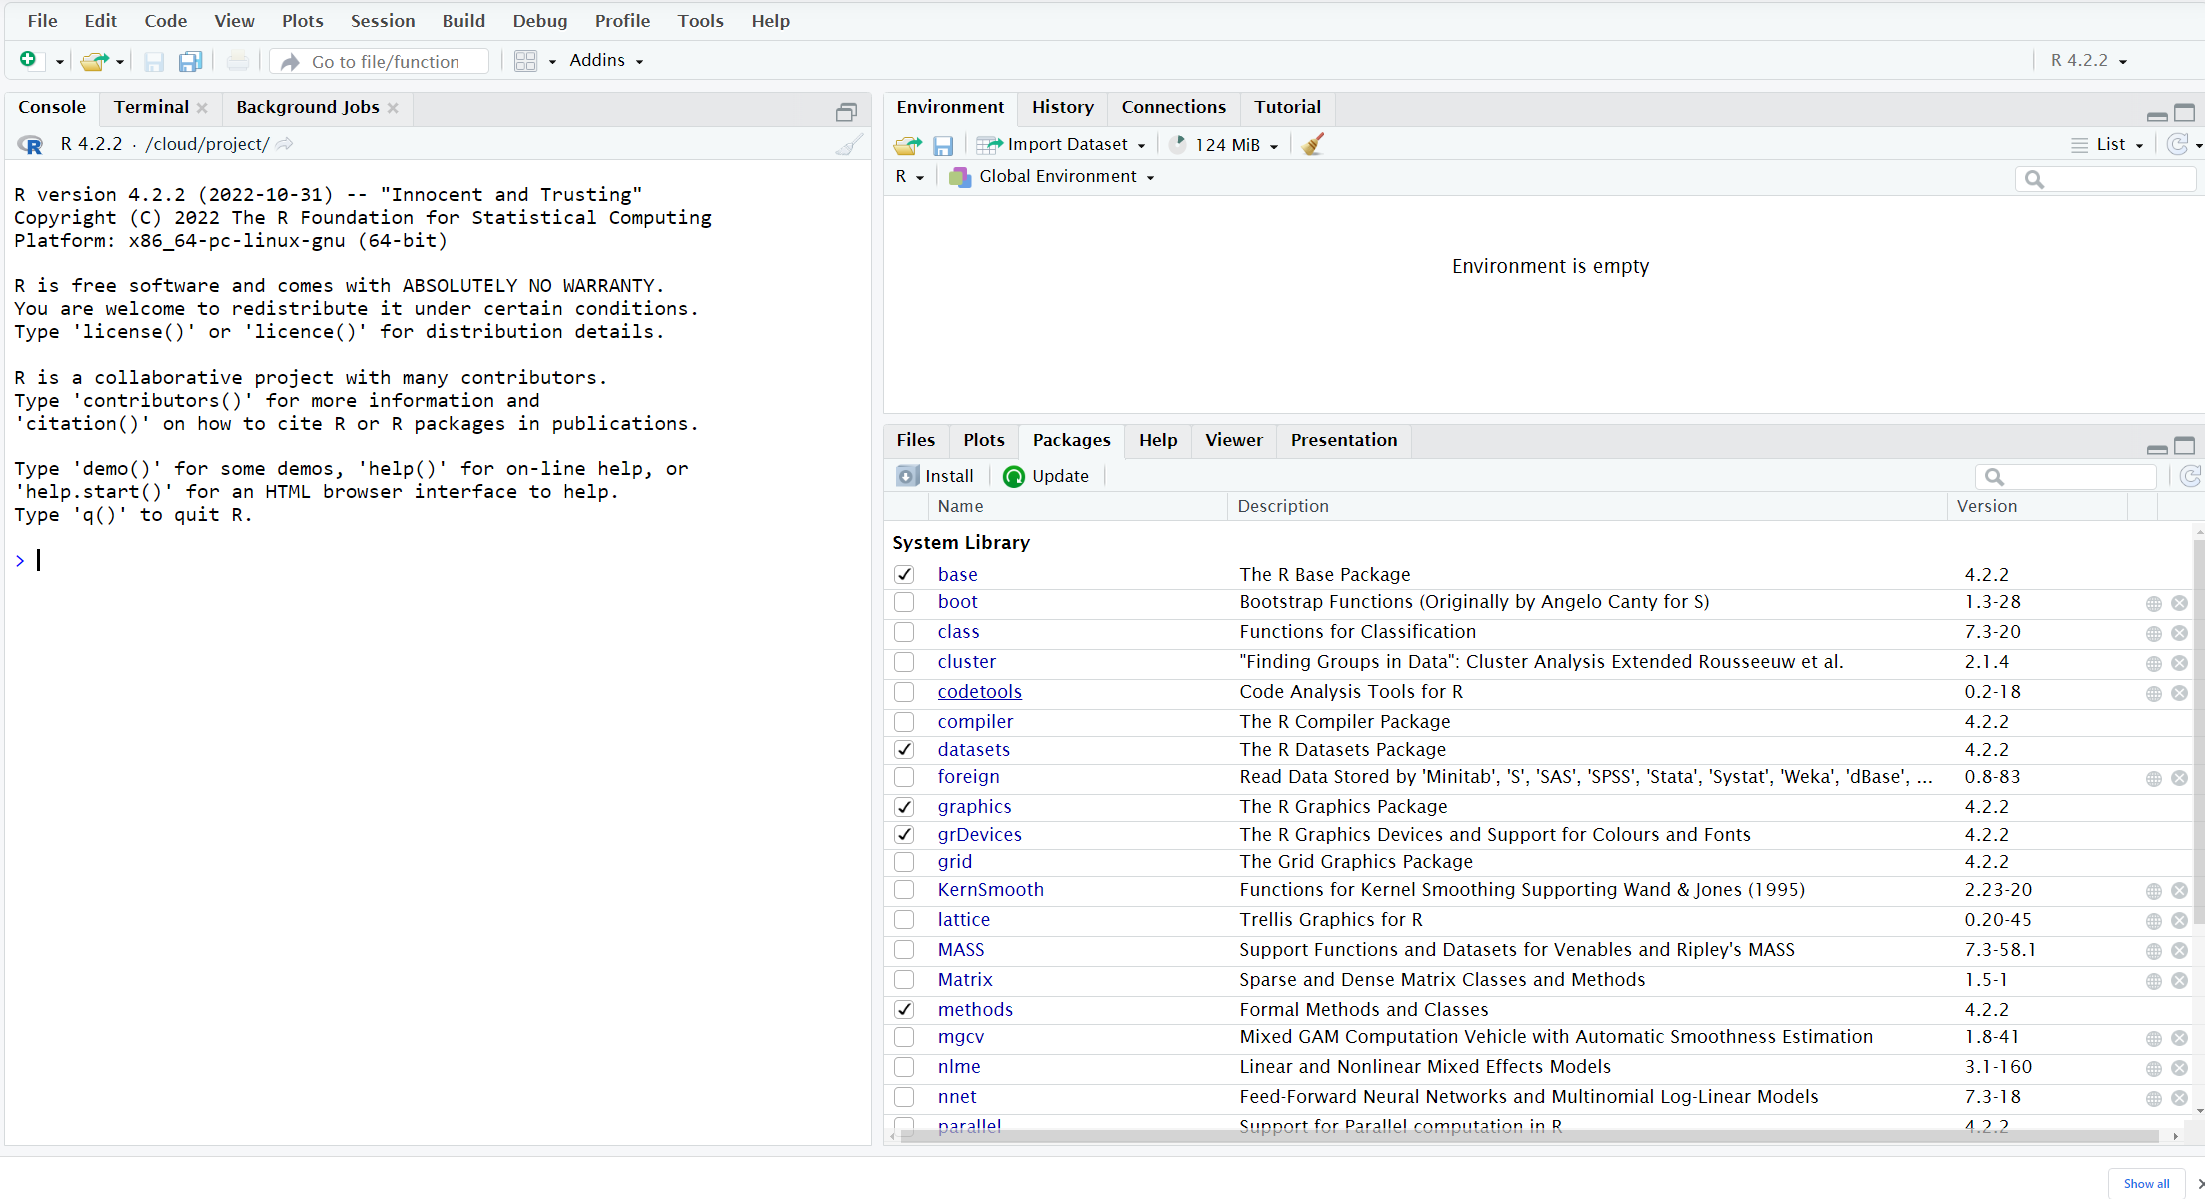 File Edit Code View Plots Session Build Debug Profile Tools Help
Go to file/function Addins R 4.2.2
Console Terminal Background Jobs
R 4.2.2 · /cloud/project/
R version 4.2.2 (2022-10-31) -- "Innocent and Trusting"
Copyright (C) 2022 The R Foundation for Statistical Computing
Platform: x86_64-pc-linux-gnu (64-bit)
R is free software and comes with ABSOLUTELY NO WARRANTY.
You are welcome to redistribute it under certain conditions.
Type 'license()' or 'licence()' for distribution details.
R is a collaborative project with many contributors.
Type 'contributors()' for more information and
'citation()' on how to cite R or R packages in publications.
Type 'demo()' for some demos, 'help()' for on-line help, or
'help.start()' for an HTML browser interface to help.
Type 'q()' to quit R.
>
Environment History Connections Tutorial
Import Dataset 124 MiB List
R Global Environment
Environment is empty
Files Plots Packages Help Viewer Presentation
Install Update
Name Description Version
System Library
base The R Base Package 4.2.2
boot Bootstrap Functions (Originally by Angelo Canty for S) 1.3-28
class Functions for Classification 7.3-20
cluster "Finding Groups in Data": Cluster Analysis Extended Rousseeuw et al. 2.1.4
codetools Code Analysis Tools for R 0.2-18
compiler The R Compiler Package 4.2.2
datasets The R Datasets Package 4.2.2
foreign Read Data Stored by 'Minitab', 'S', 'SAS', 'SPSS', 'Stata', 'Systat', 'Weka', 'dBase', ... 0.8-83
graphics The R Graphics Package 4.2.2
grDevices The R Graphics Devices and Support for Colours and Fonts 4.2.2
grid The Grid Graphics Package 4.2.2
KernSmooth Functions for Kernel Smoothing Supporting Wand & Jones (1995) 2.23-20
lattice Trellis Graphics for R 0.20-45
MASS Support Functions and Datasets for Venables and Ripley's MASS 7.3-58.1
Matrix Sparse and Dense Matrix Classes and Methods 1.5-1
methods Formal Methods and Classes 4.2.2
mgcv Mixed GAM Computation Vehicle with Automatic Smoothness Estimation 1.8-41
nlme Linear and Nonlinear Mixed Effects Models 3.1-160
nnet Feed-Forward Neural Networks and Multinomial Log-Linear Models 7.3-18
parallel Support for Parallel computation in R 4.2.2
Show all